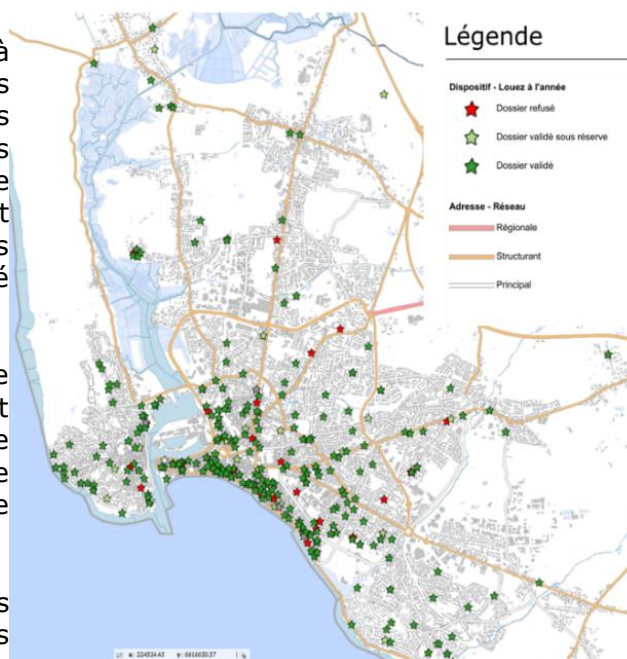 à
s
s
s
e
t
s
é
e
t
e
e
e
s
s
Légende
Dispositif - Louez à l'année
Dossier refusé
Dossier validé sous réserve
Dossier validé
Adresse - Réseau
Régionale
Structurant
Principal